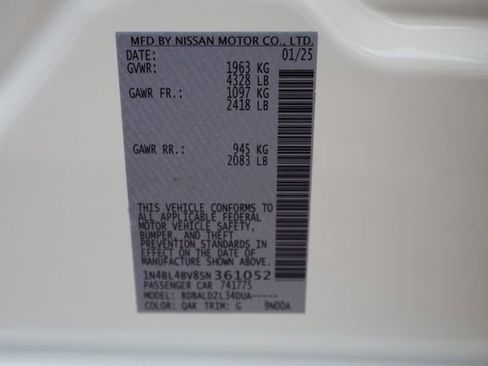 MFD BY NISSAN MOTOR CO., LTD.
DATE: 01/25
GVWR: 1963 KG
4328 LB
GAWR FR.: 1097 KG
2418 LB
GAWR RR.: 945 KG
2083 LB
THIS VEHICLE CONFORMS TO
ALL APPLICABLE FEDERAL
MOTOR VEHICLE SAFETY,
BUMPER, AND THEFT
PREVENTION STANDARDS IN
EFFECT ON THE DATE OF
MANUFACTURE SHOWN ABOVE.
1N4BL4BV8SN361052
PASSENGER CAR 741775
MODEL: BDBALDZL34DUA-----
COLOR: QAK TRIM: G 9NOOA